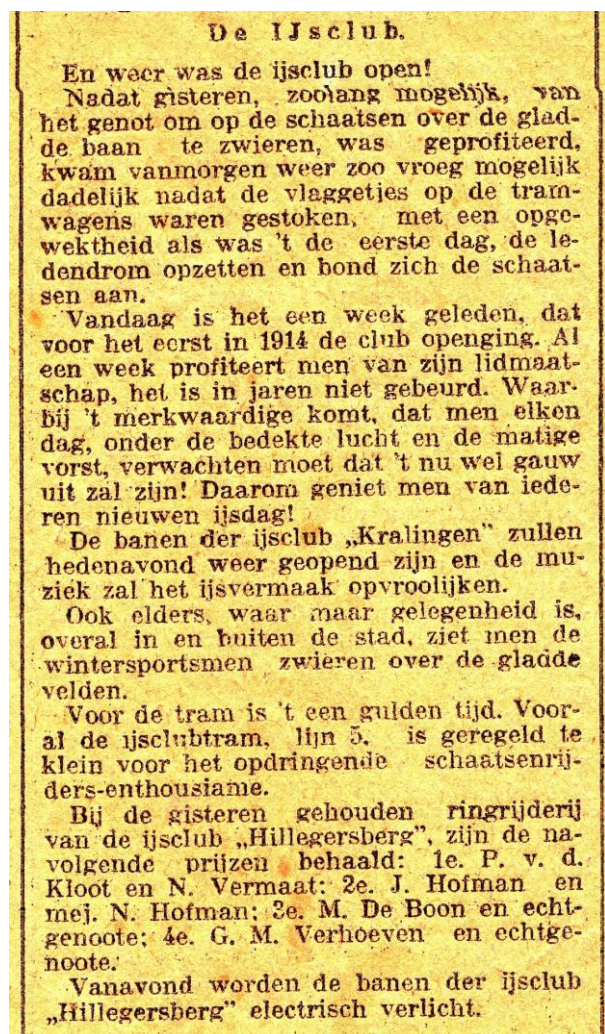 De IJsclub.
En weer was de ijsclub open!
Nadat gisteren, zoolang mogelijk, van
het genot om op de schaatsen over de glad-
de baan te zwieren, was geprofiteerd,
kwam vanmorgen weer zoo vroeg mogelijk
dadelijk nadat de vlaggetjes op de tram-
wagens waren gestoken, met een opge-
wektheid als was 't de eerste dag, de le-
dendrom opzetten en bond zich de schaat-
sen aan.
Vandaag is het een week geleden, dat
voor het eerst in 1914 de club openging. Al
een week profiteert men van zijn lidmaat-
schap, het is in jaren niet gebeurd. Waar-
bij 't merkwaardige komt, dat men elken
dag, onder de bedekte lucht en de matige
vorst, verwachten moet dat 't nu wel gauw
uit zal zijn! Daarom geniet men van iede-
ren nieuwen ijsdag!
De banen der ijsclub „Kralingen” zullen
hedenavond weer geopend zijn en de mu-
ziek zal het ijsvermaak opvroolijken.
Ook elders, waar maar gelegenheid is,
overal in en buiten de stad, ziet men de
wintersportsmen zwieren over de gladde
velden.
Voor de tram is 't een gulden tijd. Voor-
al de ijsclubtram, lijn 5, is geregeld te
klein voor het opdringende schaatsenrij-
ders-enthousiame.
Bij de gisteren gehouden ringrijderij
van de ijsclub „Hillegersberg”, zijn de na-
volgende prijzen behaald: 1e. P. v. d.
Kloot en N. Vermaat: 2e. J. Hofman en
mej. N. Hofman; 3e. M. De Boon en echt-
genoote; 4e. G. M. Verhoeven en echtge-
noote.
Vanavond worden de banen der ijsclub
„Hillegersberg” electrisch verlicht.